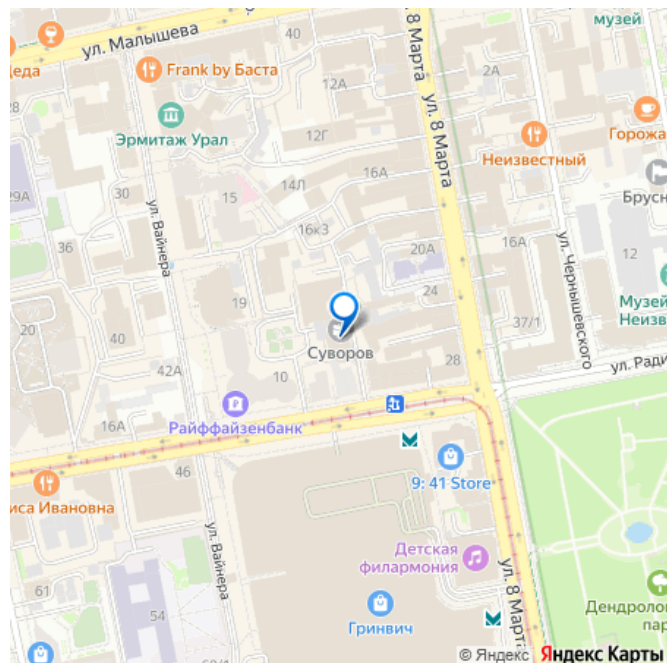 музей
ул. Малышева
40
ул. 8 Марта
Frank by Баста
2А
28
12А
Эрмитаж Урал
12Г
Горожа
Неизвестный
ул. 8 Марта
16А
29А
30
15
14Л
Брусн
ул. Вайнера
16к3
36
20А
16А
12
ул. Чернышевского
19
24
Музей
Неизв
20
40
37/1
Суворов
28
ул. Ради
42А
10
16А
Райффайзенбанк
46
9: 41 Store
иса Ивановна
ул. Вайнера
Детская
филармония
61
54
ул. 8 Март
Дендроло
пар
Гринвич
© Яндекс Яндекс Карты